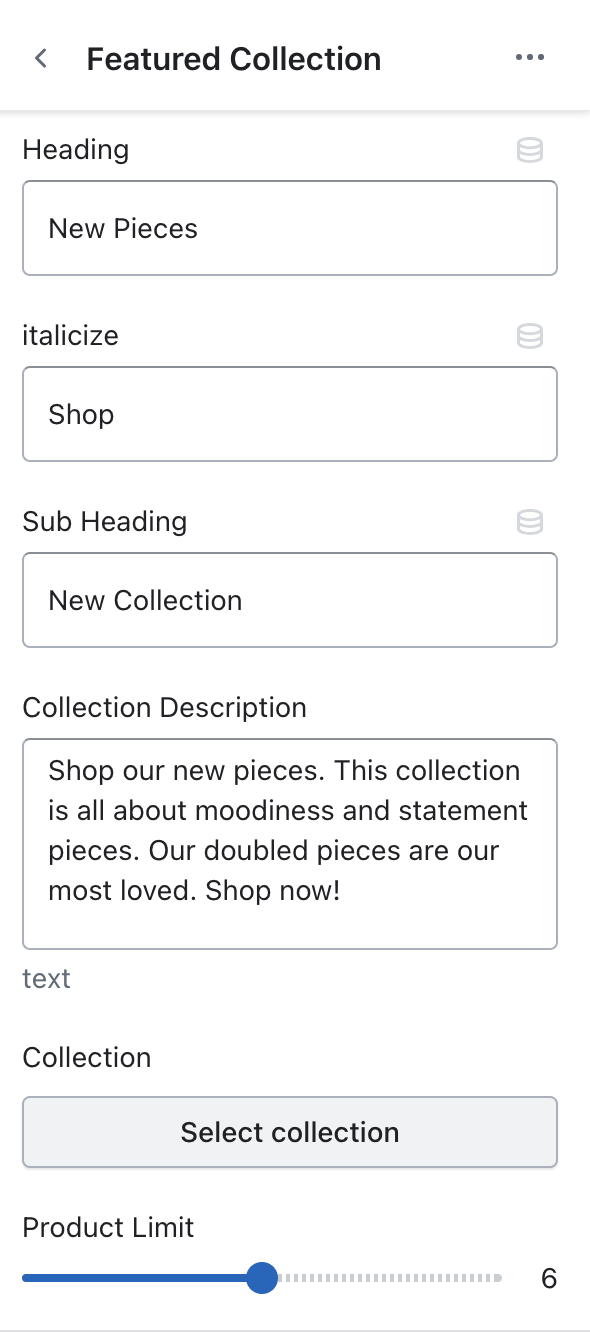 Featured Collection
Heading
New Pieces
italicize
Shop
Sub Heading
New Collection
Collection Description
Shop our new pieces. This collection
is all about moodiness and statement
pieces. Our doubled pieces are our
most loved. Shop now!
text
Collection
Select collection
Product Limit
6